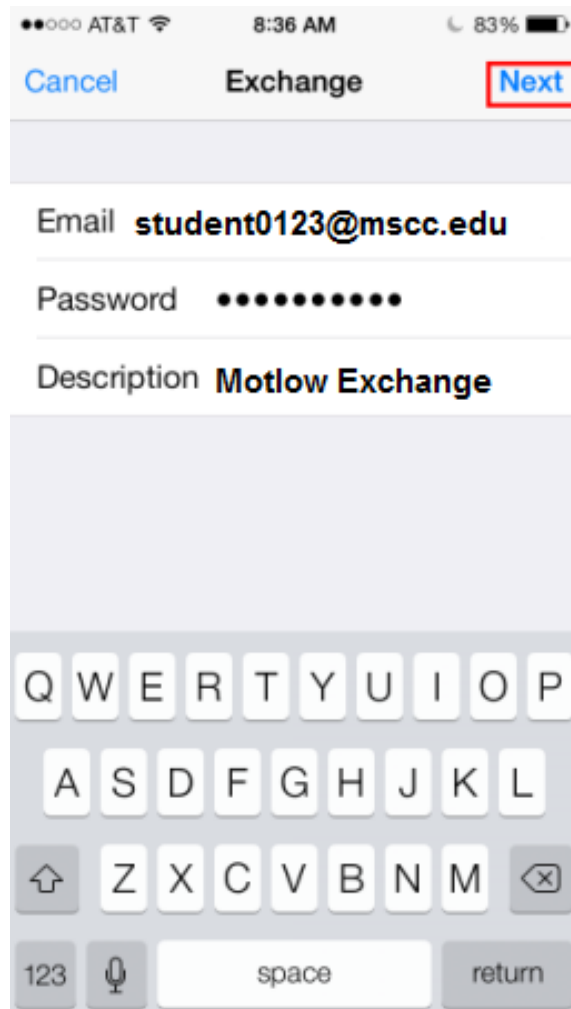 AT&T 8:36 AM 83%
Cancel Exchange Next
Email student0123@mscc.edu
Password ••••••••••
Description Motlow Exchange
Q W E R T Y U I O P
A S D F G H J K L
Z X C V B N M
123 space return